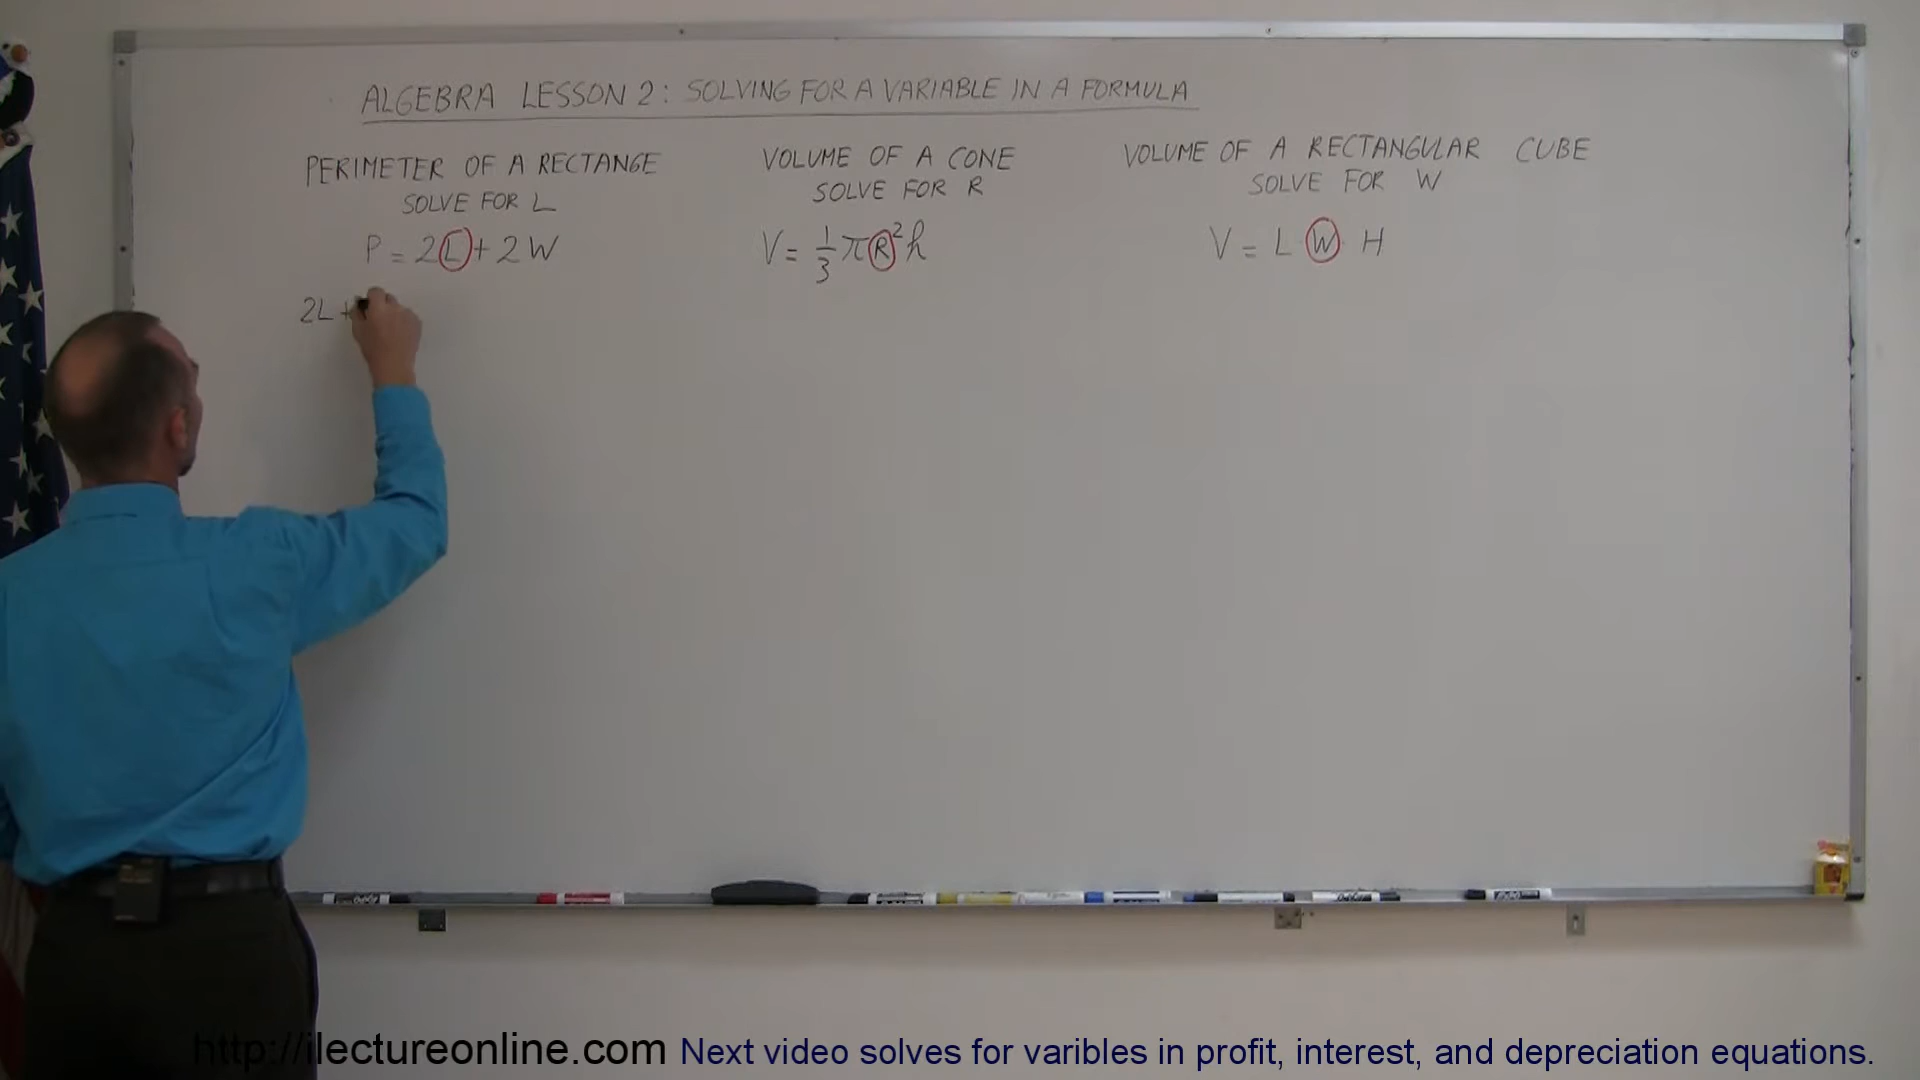 ALGEBRA LESSON 2: SOLVING FOR A VARIABLE IN A FORMULA
PERIMETER OF A RECTANGE
SOLVE FOR L
P = 2L + 2W
2L +
VOLUME OF A CONE
SOLVE FOR R
V = 1/3 πR²h
VOLUME OF A RECTANGULAR CUBE
SOLVE FOR W
V = L · W · H
http://ilectureonline.com Next video solves for varibles in profit, interest, and depreciation equations.